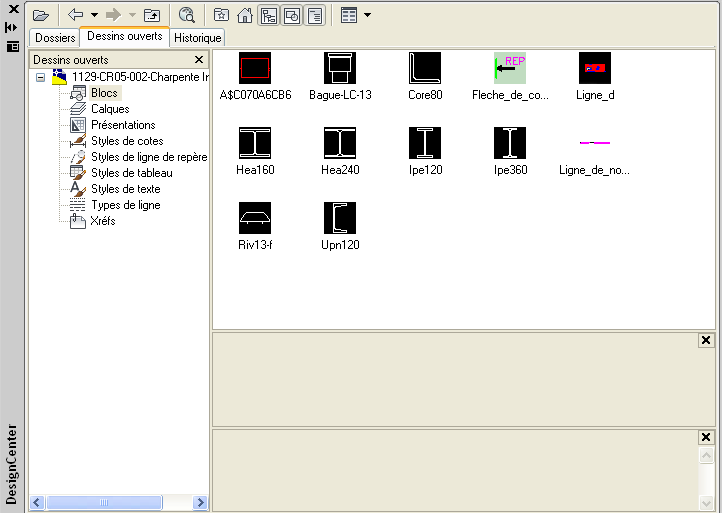 Dossiers Dessins ouverts Historique
Dessins ouverts
1129-CR05-002-Charpente In
Blocs
Calques
Présentations
Styles de cotes
Styles de ligne de repère
Styles de tableau
Styles de texte
Types de ligne
Xréfs
REP
A$C070A6CB6 Bague-LC-13 Core80 Fleche_de_co... Ligne_d
Hea160 Hea240 Ipe120 Ipe360 Ligne_de_no...
Riv13-f Upn120
DesignCenter